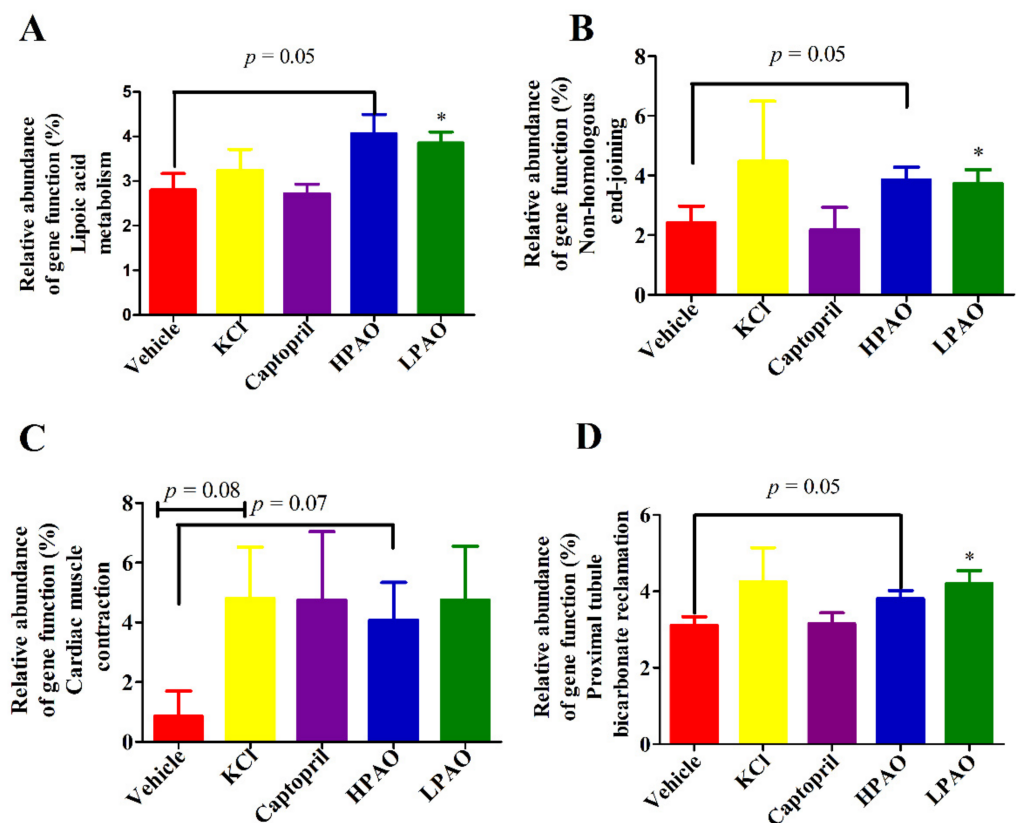 A
p = 0.05
Relative abundance
of gene function (%)
Lipoic acid
metabolism
5
4
3
2
1
0
*
Vehicle
KCl
Captopril
HPAO
LPAO
B
p = 0.05
Relative abundance
of gene function (%)
Non-homologous
end-joining
8
6
4
2
0
*
Vehicle
KCl
Captopril
HPAO
LPAO
C
p = 0.08
p = 0.07
Relative abundance
of gene function (%)
Cardiac muscle
contraction
8
6
4
2
0
Vehicle
KCl
Captopril
HPAO
LPAO
D
p = 0.05
Relative abundance
of gene function (%)
Proximal tubule
bicarbonate reclamation
6
4
2
0
*
Vehicle
KCl
Captopril
HPAO
LPAO